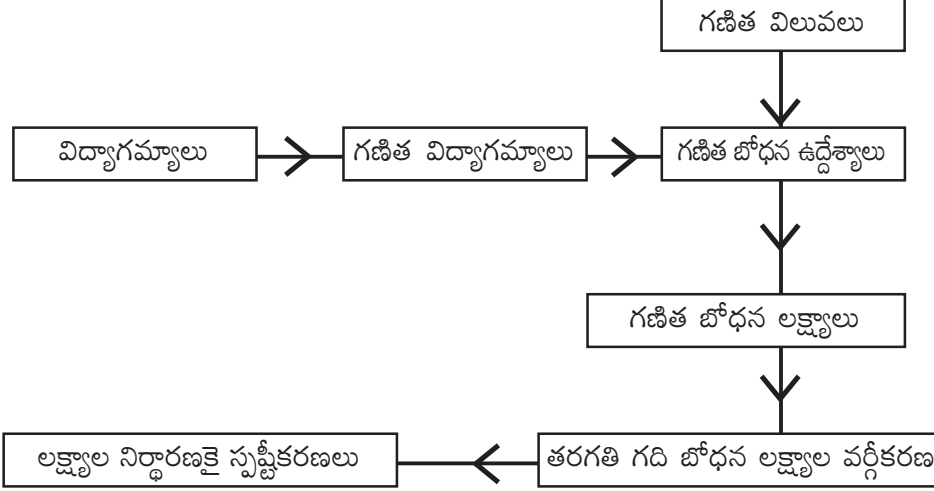 గణిత విలువలు
విద్యాగమ్యాలు
గణిత విద్యాగమ్యాలు
గణిత బోధన ఉద్దేశ్యాలు
గణిత బోధన లక్ష్యాలు
లక్ష్యాల నిర్థారణకై స్పష్టీకరణలు
తరగతి గది బోధన లక్ష్యాల వర్గీకరణ